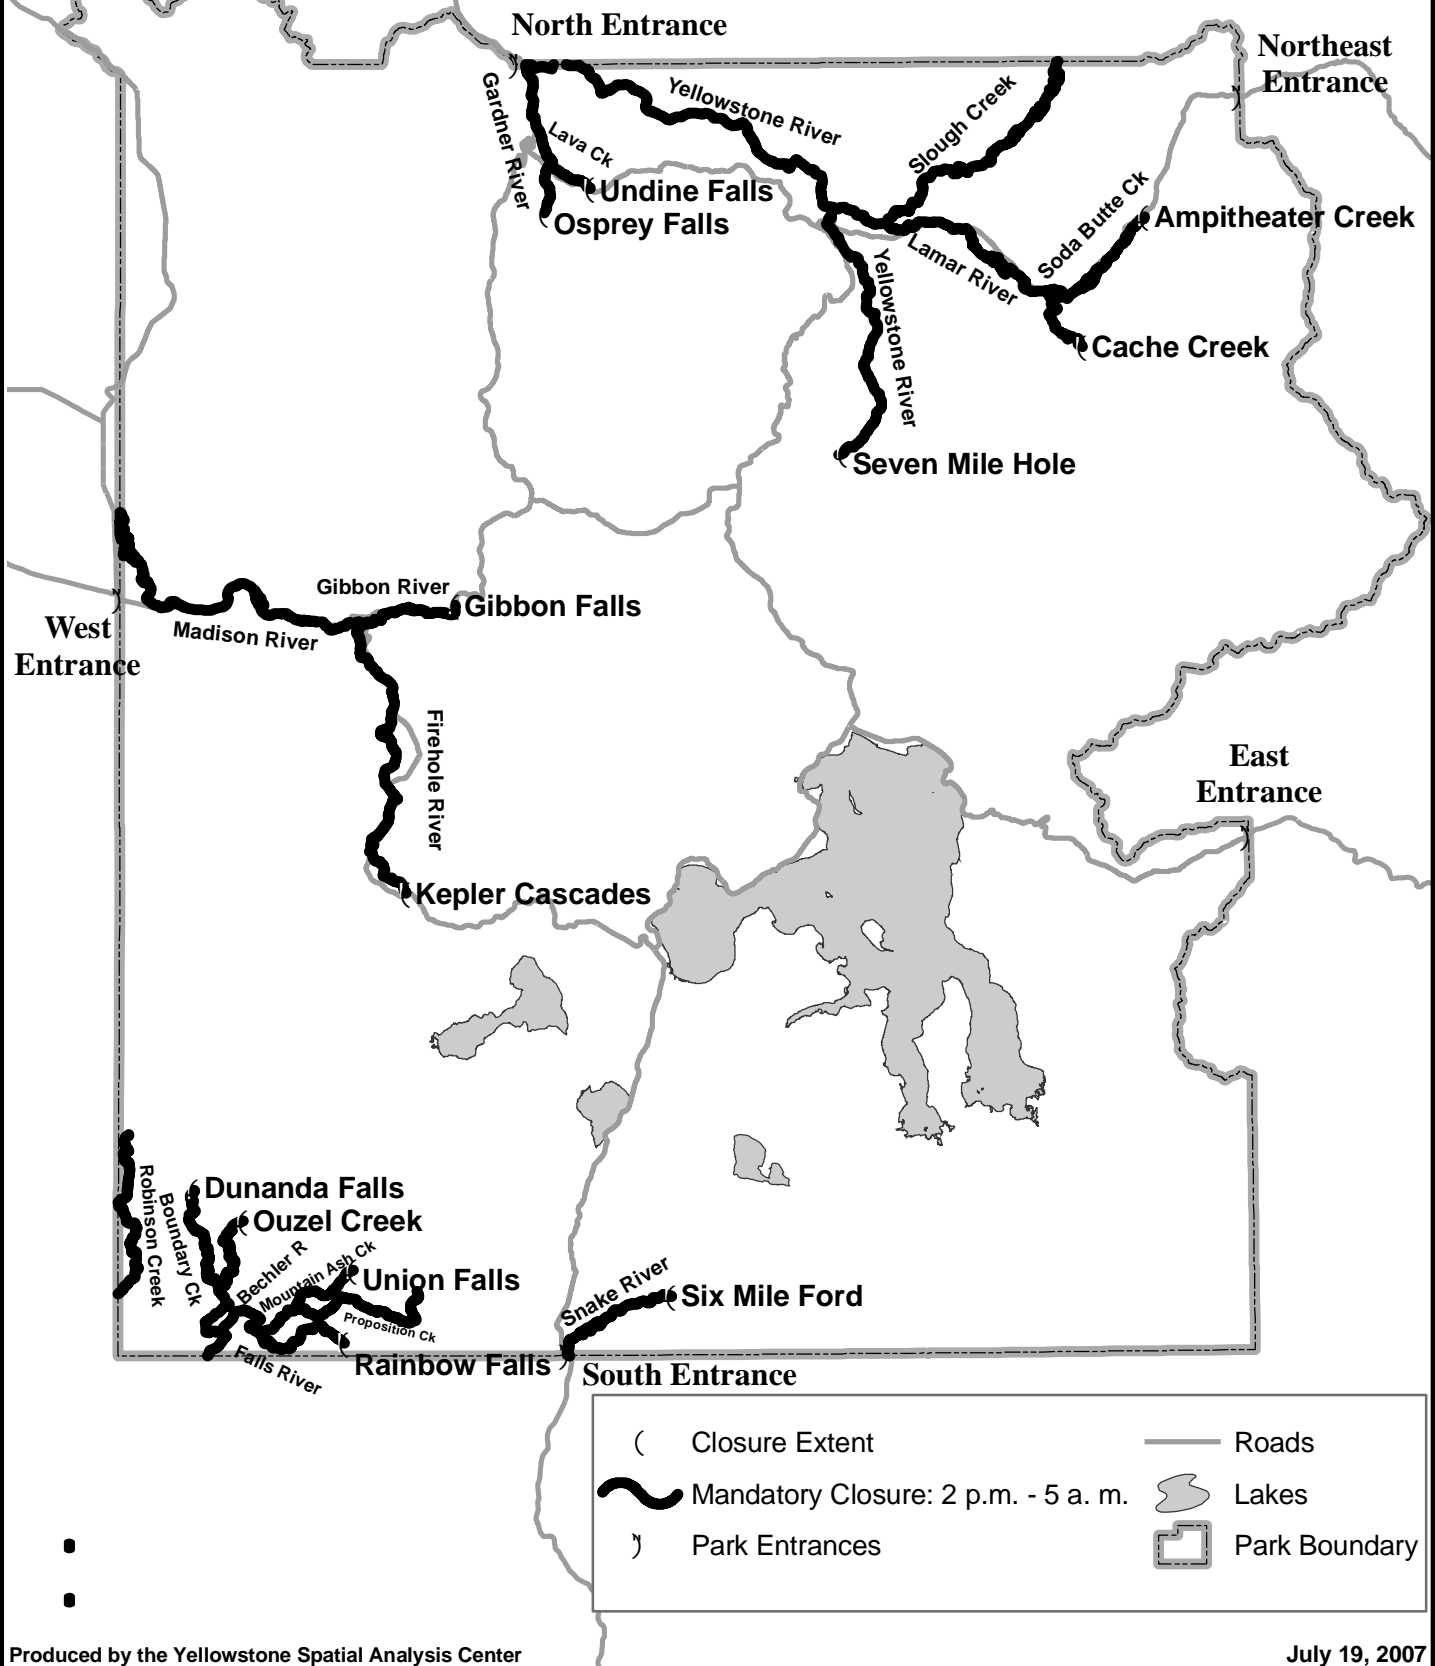 North Entrance
Northeast
Entrance
Gardner River
Lava Ck
Yellowstone River
Slough Creek
Undine Falls
Osprey Falls
Soda Butte Ck
Ampitheater Creek
Lamar River
Yellowstone River
Cache Creek
Seven Mile Hole
Gibbon River
Gibbon Falls
West
Entrance
Madison River
Firehole River
East
Entrance
Kepler Cascades
Robinson Creek
Boundary Ck
Dunanda Falls
Ouzel Creek
Bechler R
Mountain Ash Ck
Union Falls
Proposition Ck
Falls River
Rainbow Falls
Snake River
Six Mile Ford
South Entrance
Closure Extent
Roads
Mandatory Closure: 2 p.m. - 5 a. m.
Lakes
Park Entrances
Park Boundary
Produced by the Yellowstone Spatial Analysis Center
July 19, 2007